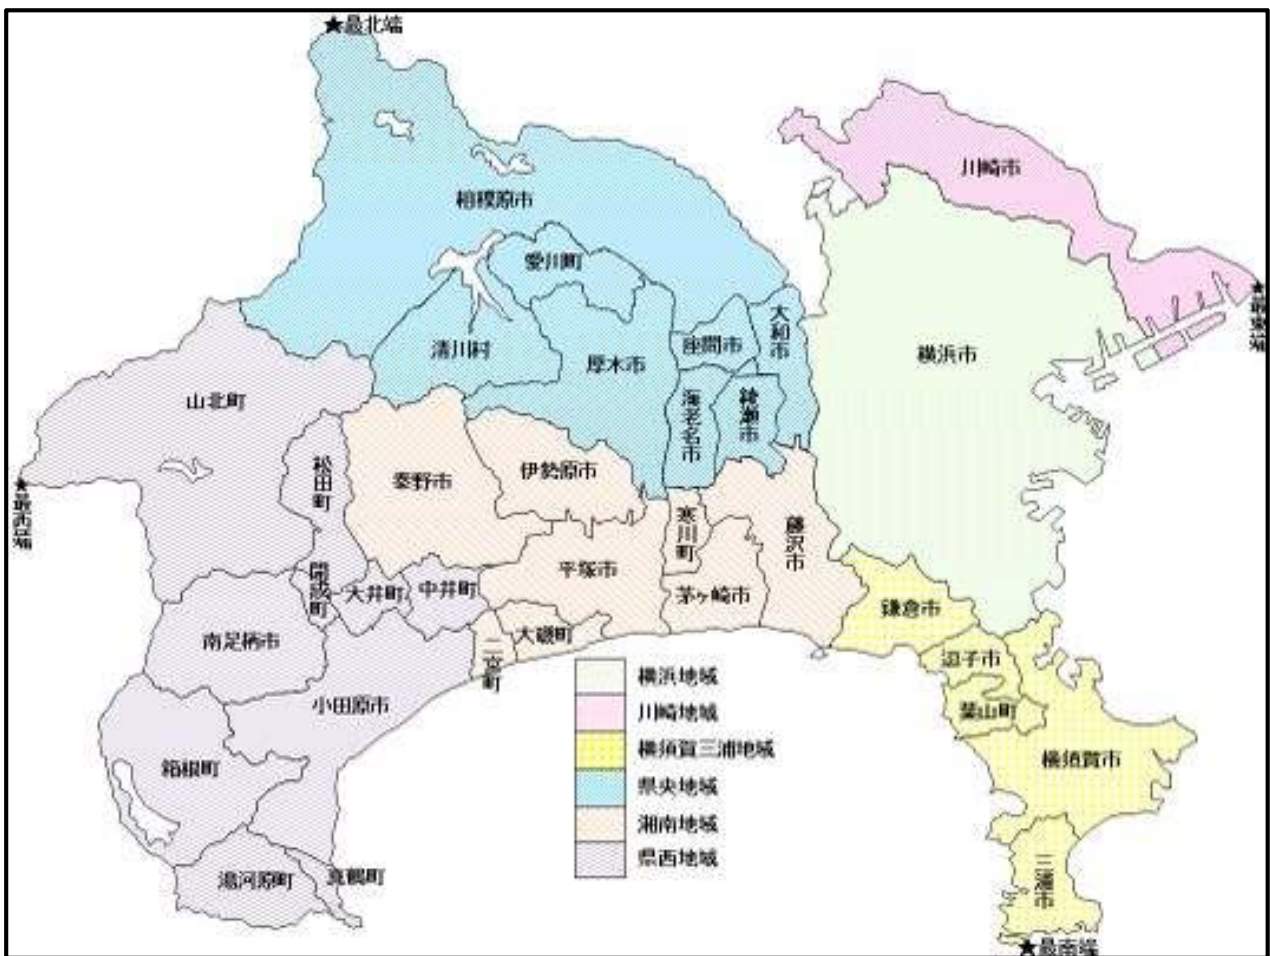 ★最北端
川崎市
相模原市
愛川町
★最東端
大和市
座間市
清川村
横浜市
厚木市
山北町
海老名市
綾瀬市
松田町
秦野市
伊勢原市
★最西端
寒川町
藤沢市
平塚市
開成町
大井町
中井町
茅ヶ崎市
鎌倉市
南足柄市
大磯町
二宮町
逗子市
小田原市
葉山町
箱根町
横須賀市
湯河原町
真鶴町
三浦市
★最南端
横浜地域
川崎地域
横須賀三浦地域
県央地域
湘南地域
県西地域